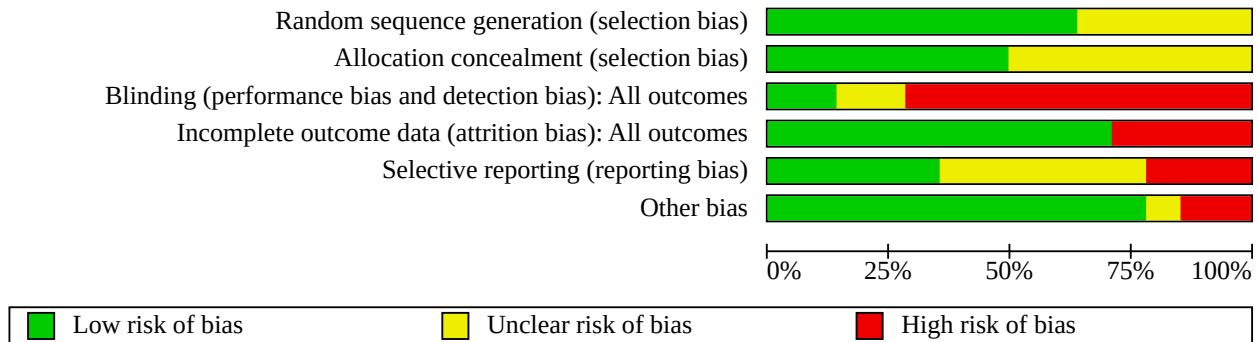 Random sequence generation (selection bias)
Allocation concealment (selection bias)
Blinding (performance bias and detection bias): All outcomes
Incomplete outcome data (attrition bias): All outcomes
Selective reporting (reporting bias)
Other bias
0% 25% 50% 75% 100%
Low risk of bias Unclear risk of bias High risk of bias